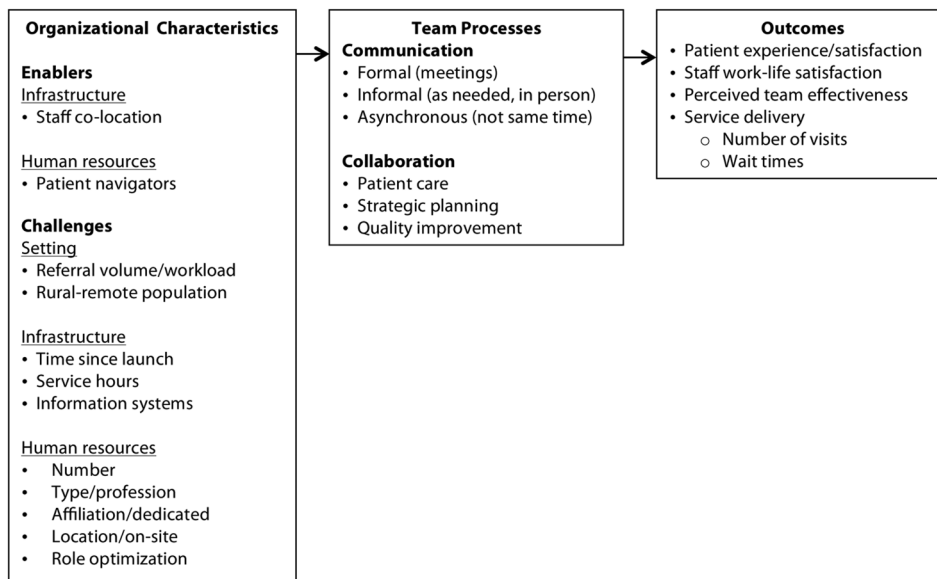 Organizational Characteristics
Enablers
Infrastructure
• Staff co-location
Human resources
• Patient navigators
Challenges
Setting
• Referral volume/workload
• Rural-remote population
Infrastructure
• Time since launch
• Service hours
• Information systems
Human resources
• Number
• Type/profession
• Affiliation/dedicated
• Location/on-site
• Role optimization
Team Processes
Communication
• Formal (meetings)
• Informal (as needed, in person)
• Asynchronous (not same time)
Collaboration
• Patient care
• Strategic planning
• Quality improvement
Outcomes
• Patient experience/satisfaction
• Staff work-life satisfaction
• Perceived team effectiveness
• Service delivery
o Number of visits
o Wait times